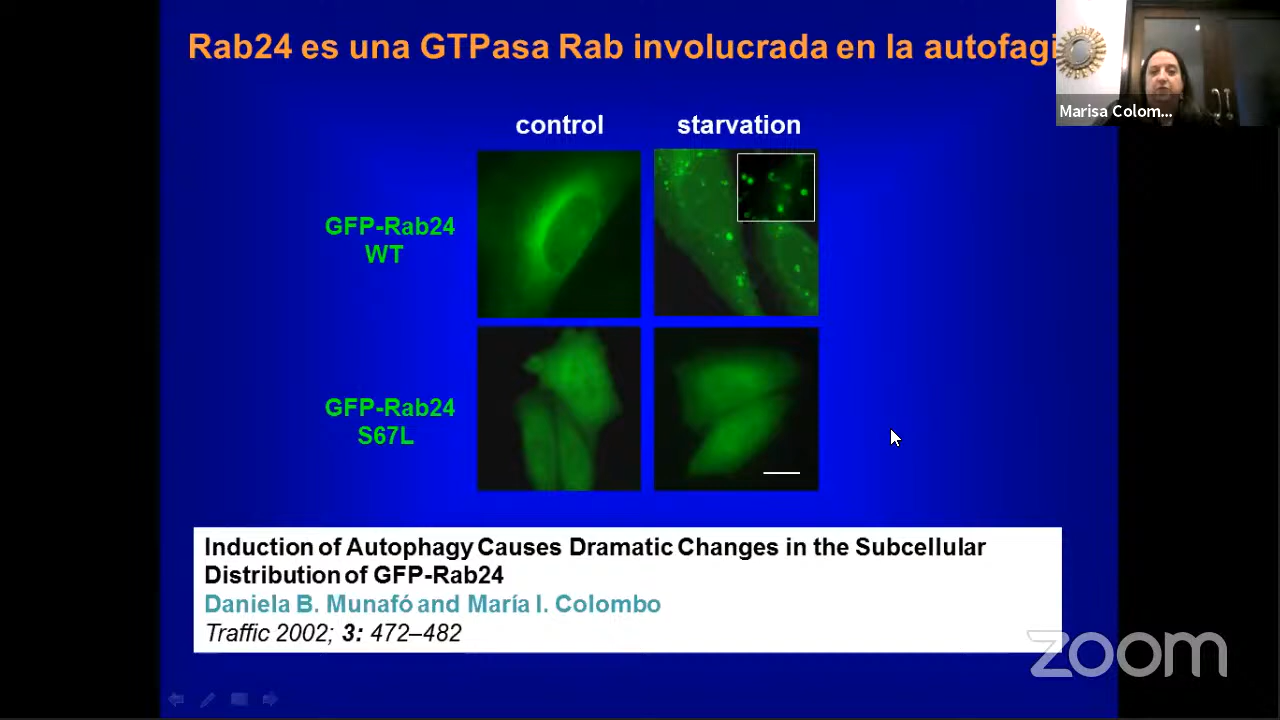 Rab24 es una GTPasa Rab involucrada en la autofagi
Marisa Colom...
control
starvation
GFP-Rab24
WT
GFP-Rab24
S67L
Induction of Autophagy Causes Dramatic Changes in the Subcellular
Distribution of GFP-Rab24
Daniela B. Munafó and María I. Colombo
Traffic 2002; 3: 472–482
zoom